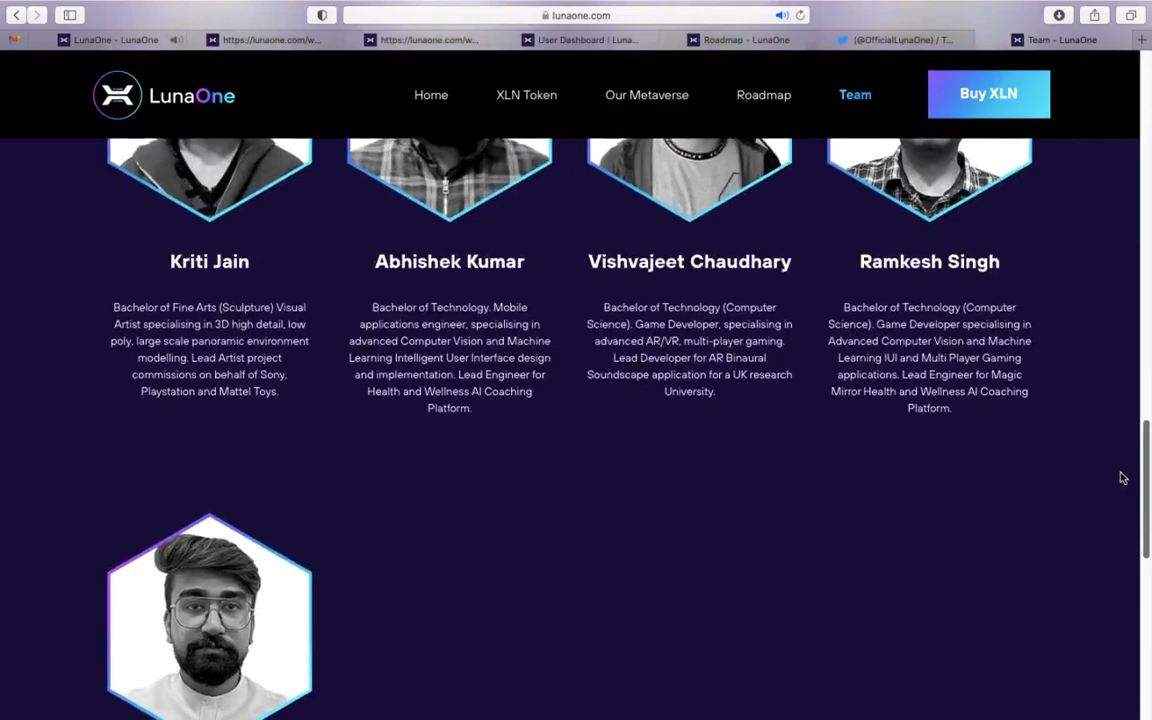 lunaone.com
LunaOne - LunaOne
https://lunaone.com/w...
https://lunaone.com/w...
User Dashboard | Luna...
Roadmap - LunaOne
(@OfficialLunaOne) / T...
Team - LunaOne
LunaOne
Home
XLN Token
Our Metaverse
Roadmap
Team
Buy XLN
Kriti Jain
Bachelor of Fine Arts (Sculpture) Visual
Artist specialising in 3D high detail, low
poly, large scale panoramic environment
modelling. Lead Artist project
commissions on behalf of Sony,
Playstation and Mattel Toys.
Abhishek Kumar
Bachelor of Technology. Mobile
applications engineer, specialising in
advanced Computer Vision and Machine
Learning Intelligent User Interface design
and implementation. Lead Engineer for
Health and Wellness AI Coaching
Platform.
Vishvajeet Chaudhary
Bachelor of Technology (Computer
Science). Game Developer, specialising in
advanced AR/VR, multi-player gaming.
Lead Developer for AR Binaural
Soundscape application for a UK research
University.
Ramkesh Singh
Bachelor of Technology (Computer
Science). Game Developer specialising in
Advanced Computer Vision and Machine
Learning IUI and Multi Player Gaming
applications. Lead Engineer for Magic
Mirror Health and Wellness AI Coaching
Platform.